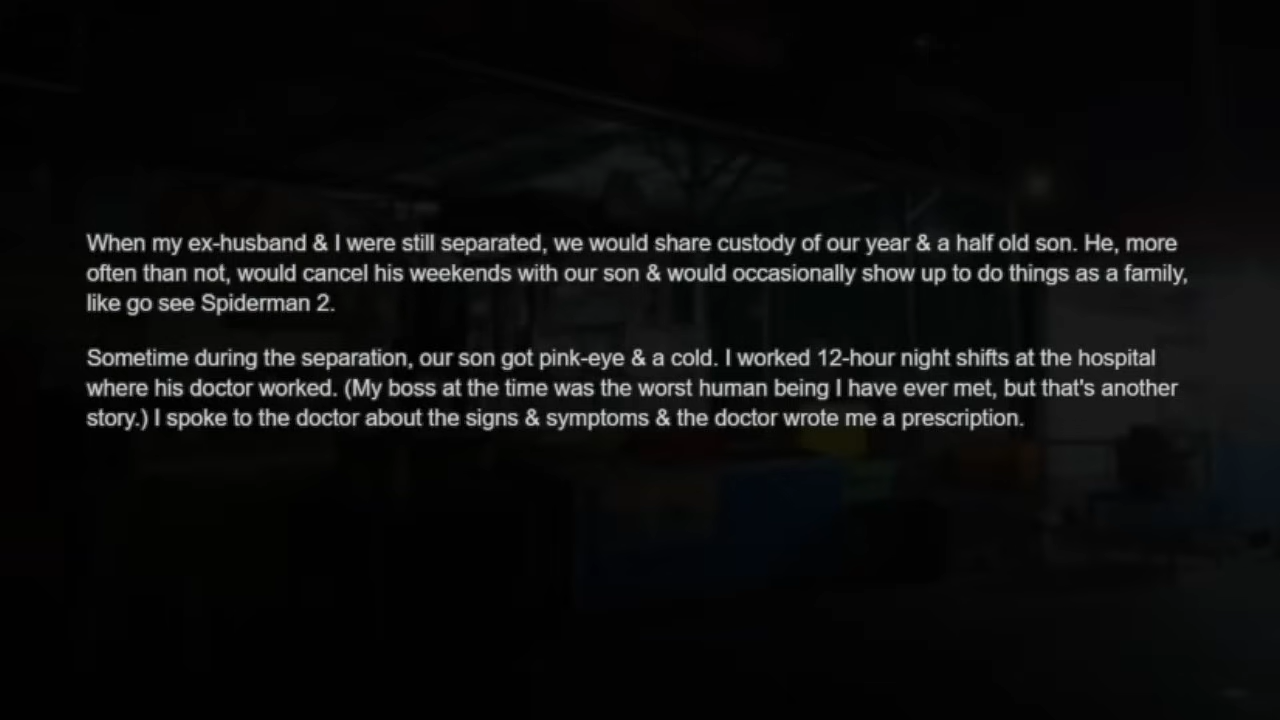 When my ex-husband & I were still separated, we would share custody of our year & a half old son. He, more
often than not, would cancel his weekends with our son & would occasionally show up to do things as a family,
like go see Spiderman 2.
Sometime during the separation, our son got pink-eye & a cold. I worked 12-hour night shifts at the hospital
where his doctor worked. (My boss at the time was the worst human being I have ever met, but that's another
story.) I spoke to the doctor about the signs & symptoms & the doctor wrote me a prescription.